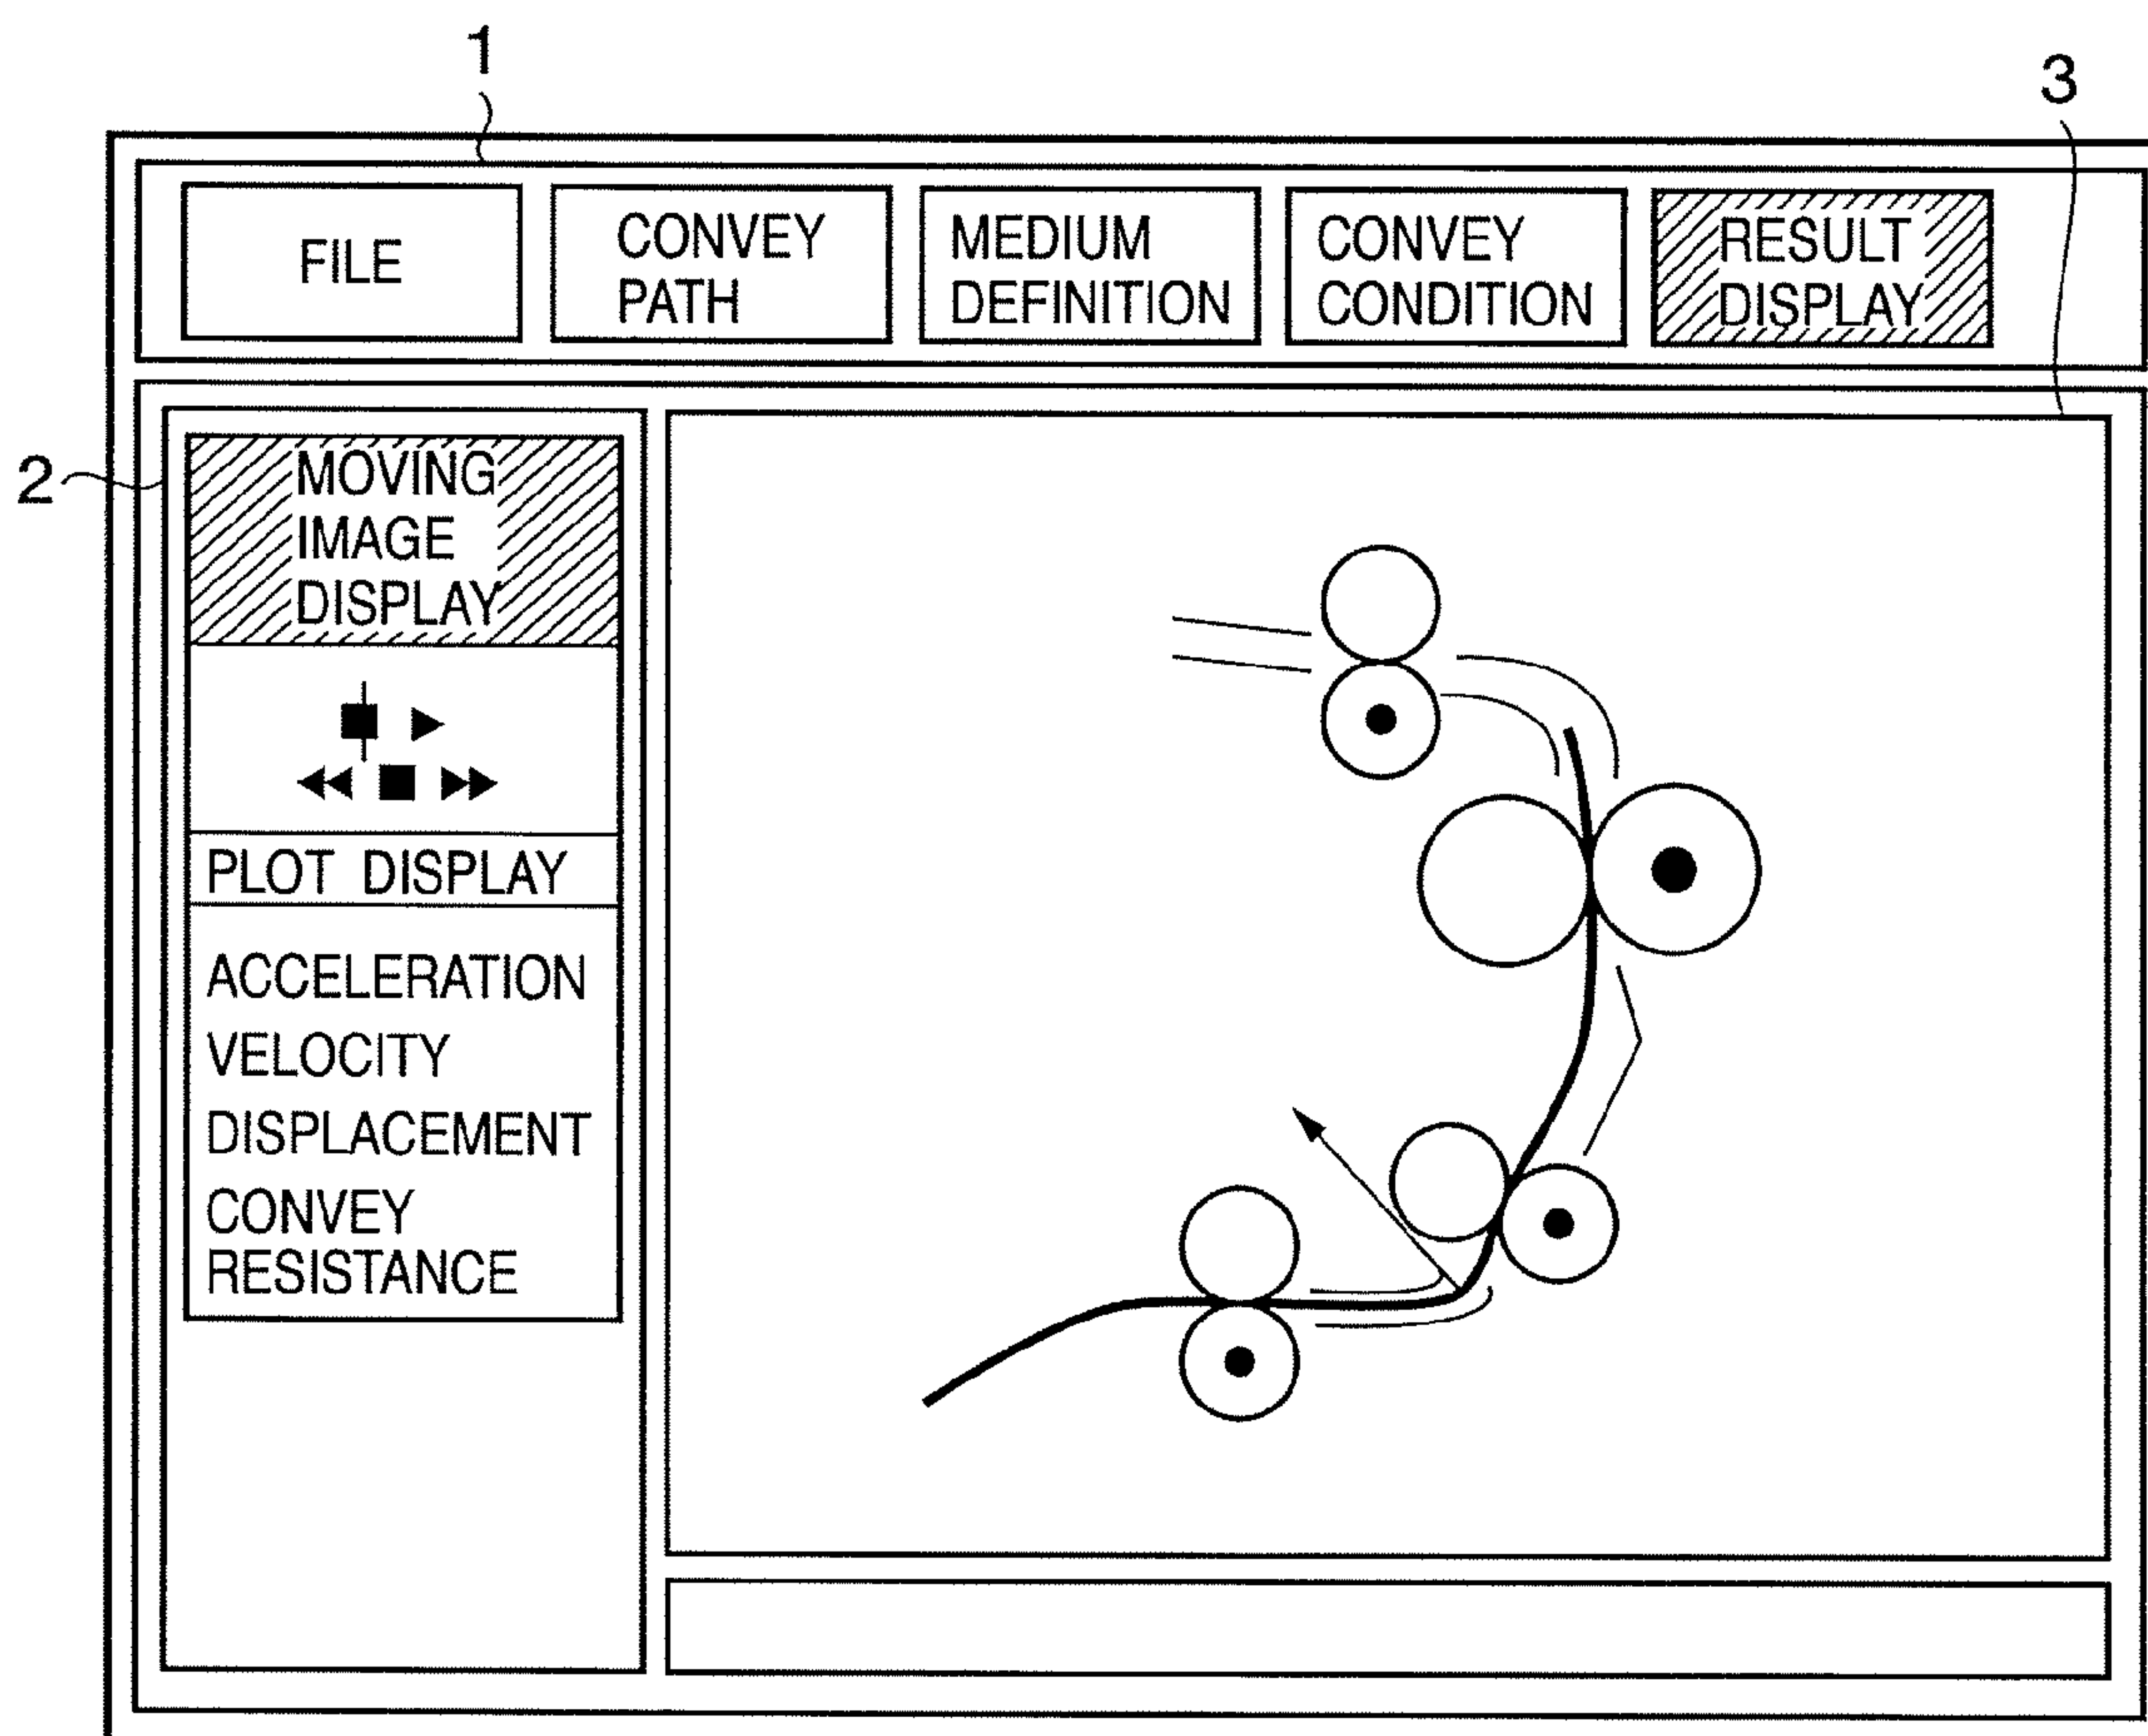 1
3
FILE
CONVEY
PATH
MEDIUM
DEFINITION
CONVEY
CONDITION
RESULT
DISPLAY
2
MOVING
IMAGE
DISPLAY
PLOT DISPLAY
ACCELERATION
VELOCITY
DISPLACEMENT
CONVEY
RESISTANCE